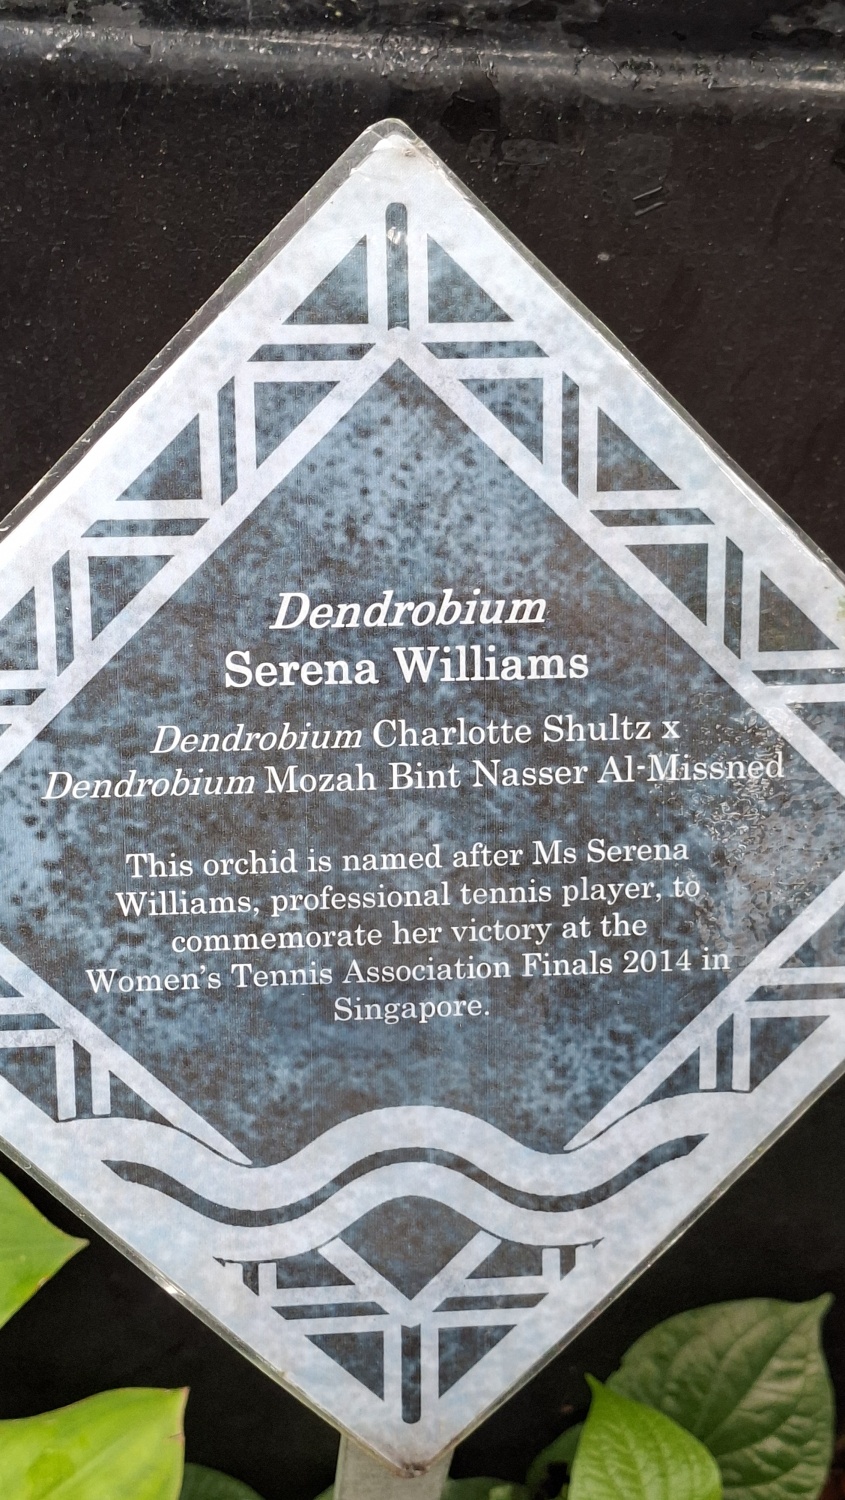 Dendrobium
Serena Williams
Dendrobium Charlotte Shultz x
Dendrobium Mozah Bint Nasser Al-Missned
This orchid is named after Ms Serena
Williams, professional tennis player, to
commemorate her victory at the
Women's Tennis Association Finals 2014 in
Singapore.